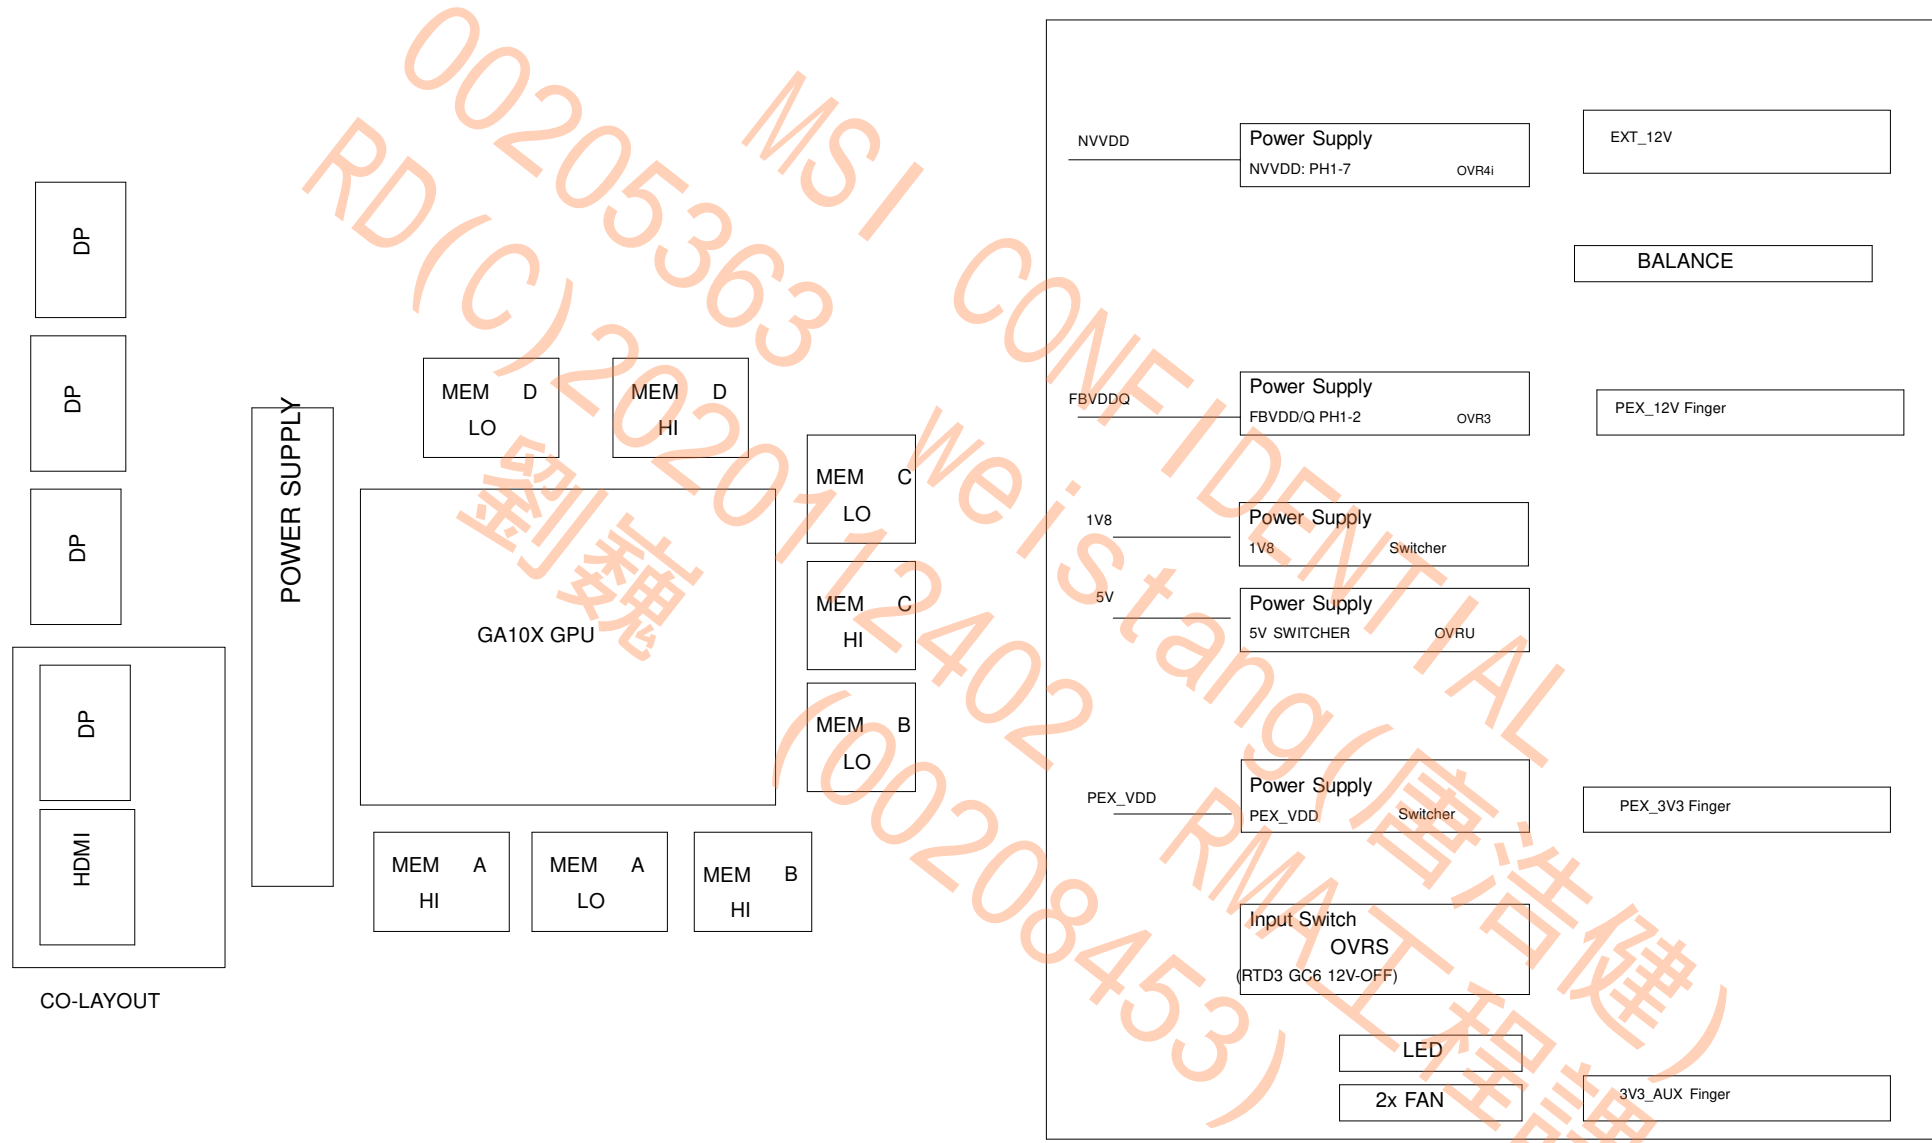 DP
DP
DP
DP
HDMI
CO-LAYOUT
POWER SUPPLY
MEM D
LO
MEM D
HI
MEM C
LO
MEM C
HI
MEM B
LO
GA10X GPU
MEM A
HI
MEM A
LO
MEM B
HI
NVVDD
Power Supply
NVVDD: PH1-7 OVR4i
EXT_12V
BALANCE
FBVDDQ
Power Supply
FBVDD/Q PH1-2 OVR3
PEX_12V Finger
1V8
Power Supply
1V8 Switcher
5V
Power Supply
5V SWITCHER OVRU
PEX_VDD
Power Supply
PEX_VDD Switcher
PEX_3V3 Finger
Input Switch
OVRS
(RTD3 GC6 12V-OFF)
LED
2x FAN
3V3_AUX Finger
MSI CONFIDENTIAL
00205363 weistang(唐浩健)
RD(C)2020112402 RMA工程課
劉巍 (00208453)